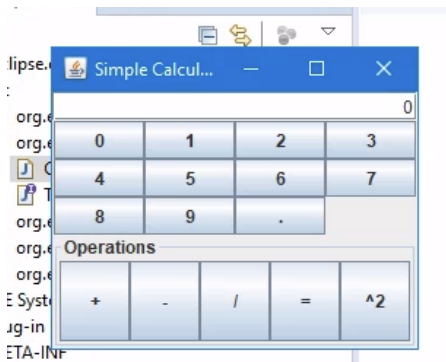 clipse.
Simple Calcul...
0
org.e
org.e
0 1 2 3
4 5 6 7
8 9 .
org.e
org.e
org.e
Operations
+ - / = ^2
E Syst
ug-in
ETA-INF